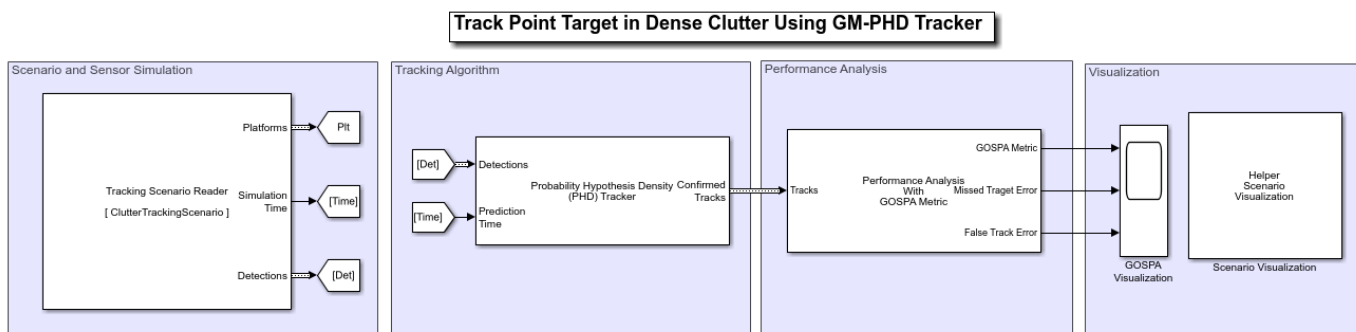 Track Point Target in Dense Clutter Using GM-PHD Tracker
Scenario and Sensor Simulation
Platforms
Plt
Tracking Scenario Reader
[ ClutterTrackingScenario ]
Simulation
Time
[Time]
Detections
[Det]
Tracking Algorithm
[Det]
Detections
[Time]
Prediction
Time
Probability Hypothesis Density
(PHD) Tracker
Confirmed
Tracks
Performance Analysis
Tracks
Performance Analysis
With
GOSPA Metric
GOSPA Metric
Missed Traget Error
False Track Error
Visualization
GOSPA
Visualization
Helper
Scenario
Visualization
Scenario Visualization